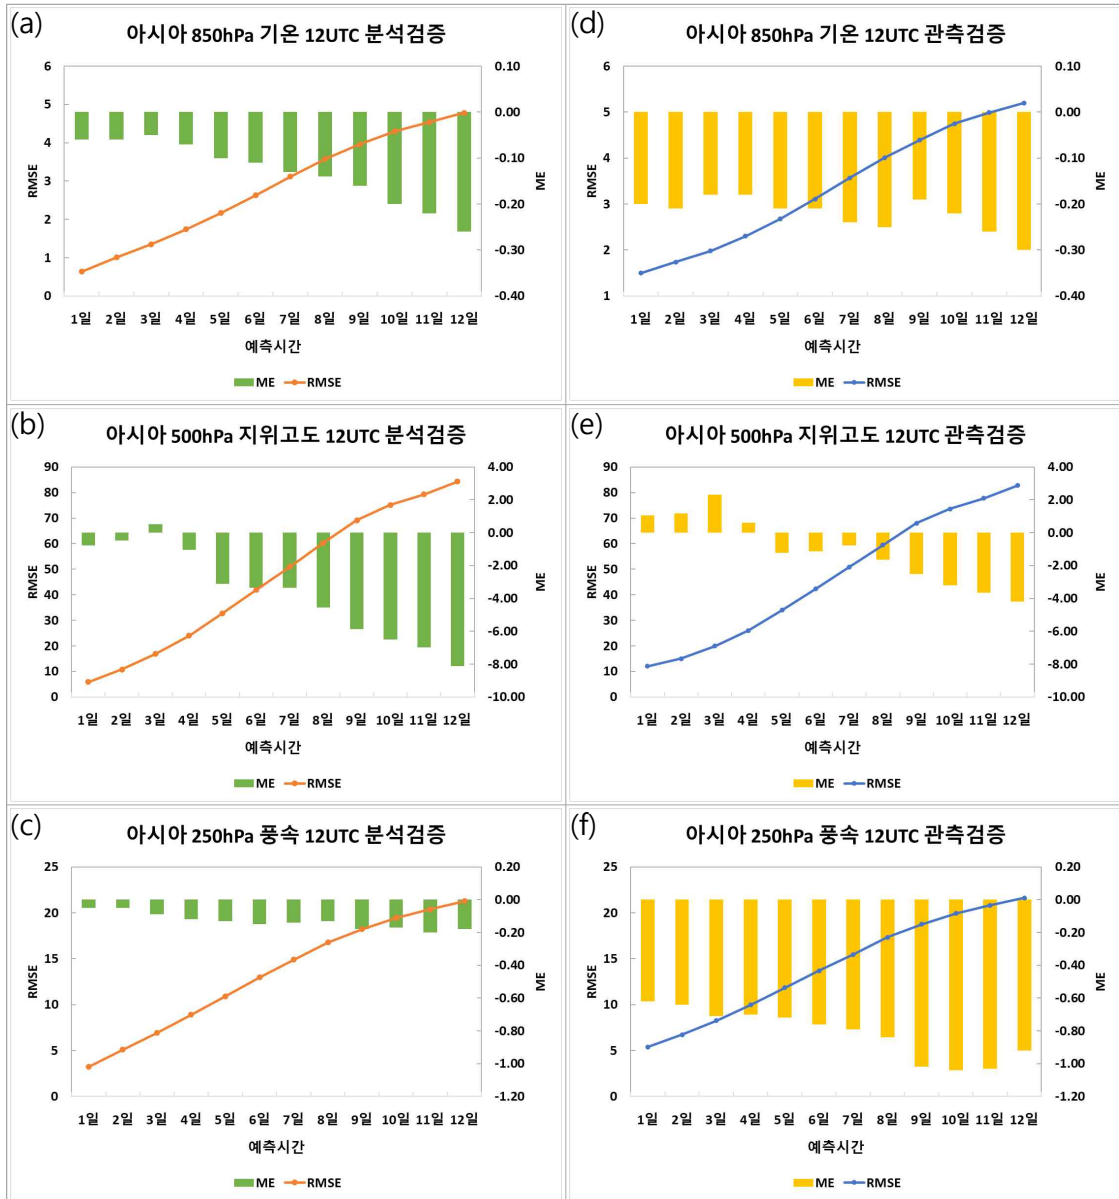 (a)
아시아 850hPa 기온 12UTC 분석검증
6 0.10
5 0.00
4 -0.10
3 -0.20
2 -0.30
1 -0.40
0
RMSE
ME
1일 2일 3일 4일 5일 6일 7일 8일 9일 10일 11일 12일
예측시간
ME RMSE
(d)
아시아 850hPa 기온 12UTC 관측검증
6 0.10
5 0.00
4 -0.10
3 -0.20
2 -0.30
1 -0.40
RMSE
ME
1일 2일 3일 4일 5일 6일 7일 8일 9일 10일 11일 12일
예측시간
ME RMSE
(b)
아시아 500hPa 지위고도 12UTC 분석검증
90 4.00
80 2.00
70 0.00
60 -2.00
50 -4.00
40 -6.00
30 -8.00
20 -10.00
10
0
RMSE
ME
1일 2일 3일 4일 5일 6일 7일 8일 9일 10일 11일 12일
예측시간
ME RMSE
(e)
아시아 500hPa 지위고도 12UTC 관측검증
90 4.00
80 2.00
70 0.00
60 -2.00
50 -4.00
40 -6.00
30 -8.00
20 -10.00
10
0
RMSE
ME
1일 2일 3일 4일 5일 6일 7일 8일 9일 10일 11일 12일
예측시간
ME RMSE
(c)
아시아 250hPa 풍속 12UTC 분석검증
25 0.20
20 0.00
15 -0.20
10 -0.40
5 -0.60
0 -0.80
-1.00
-1.20
RMSE
ME
1일 2일 3일 4일 5일 6일 7일 8일 9일 10일 11일 12일
예측시간
ME RMSE
(f)
아시아 250hPa 풍속 12UTC 관측검증
25 0.20
20 0.00
15 -0.20
10 -0.40
5 -0.60
0 -0.80
-1.00
-1.20
RMSE
ME
1일 2일 3일 4일 5일 6일 7일 8일 9일 10일 11일 12일
예측시간
ME RMSE